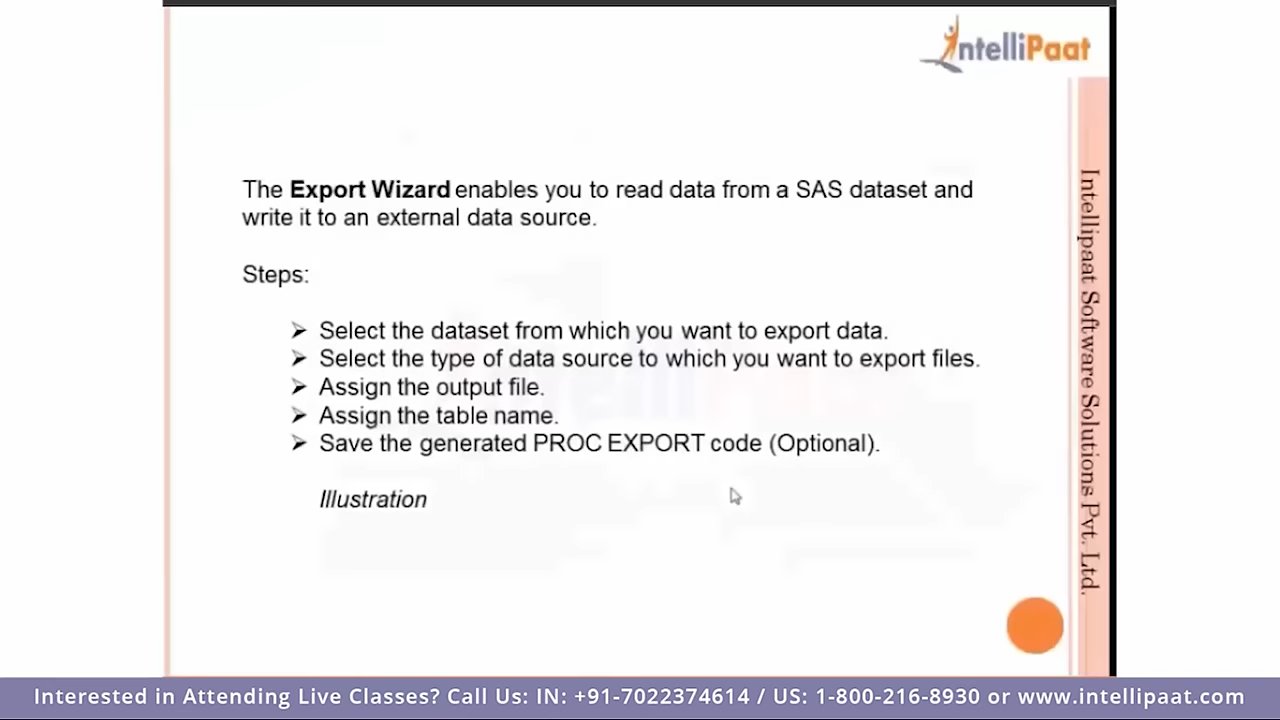 IntelliPaat
The Export Wizard enables you to read data from a SAS dataset and
write it to an external data source.
Steps:
➢ Select the dataset from which you want to export data.
➢ Select the type of data source to which you want to export files.
➢ Assign the output file.
➢ Assign the table name.
➢ Save the generated PROC EXPORT code (Optional).
Illustration
Intellipaat Software Solutions Pvt. Ltd.
Interested in Attending Live Classes? Call Us: IN: +91-7022374614 / US: 1-800-216-8930 or www.intellipaat.com